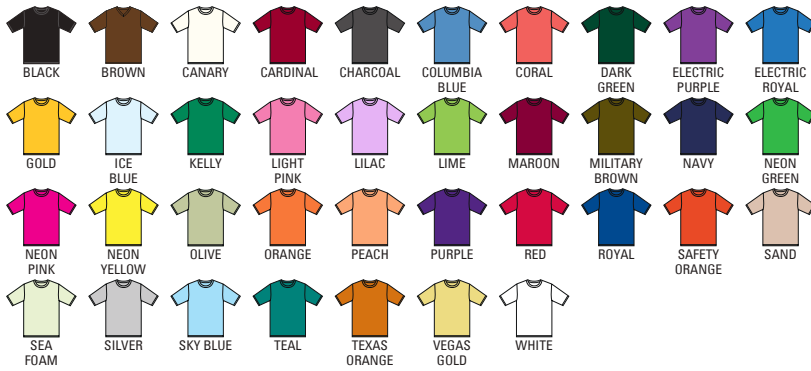 BLACK
BROWN
CANARY
CARDINAL
CHARCOAL
COLUMBIA
BLUE
CORAL
DARK
GREEN
ELECTRIC
PURPLE
ELECTRIC
ROYAL
GOLD
ICE
BLUE
KELLY
LIGHT
PINK
LILAC
LIME
MAROON
MILITARY
BROWN
NAVY
NEON
GREEN
NEON
PINK
NEON
YELLOW
OLIVE
ORANGE
PEACH
PURPLE
RED
ROYAL
SAFETY
ORANGE
SAND
SEA
FOAM
SILVER
SKY BLUE
TEAL
TEXAS
ORANGE
VEGAS
GOLD
WHITE